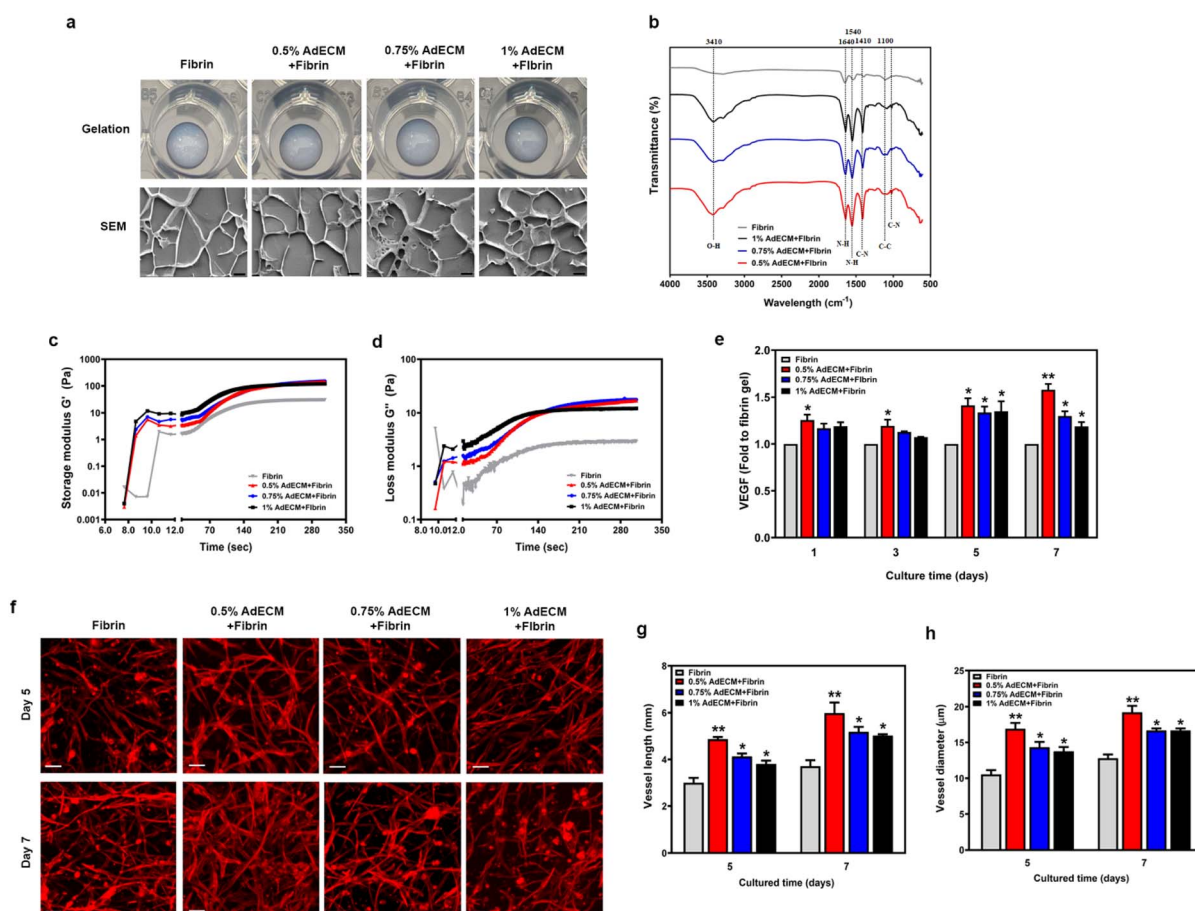 a
Fibrin
0.5% AdECM
+Fibrin
0.75% AdECM
+Fibrin
1% AdECM
+FIbrin
Gelation
SEM
b
3410
1640
1540
1410
1100
Transmittance (%)
O-H
N-H
N-H
C-N
C-C
C-N
Fibrin
1% AdECM+FIbrin
0.75% AdECM+Fibrin
0.5% AdECM+Fibrin
4000 3500 3000 2500 2000 1500 1000 500
Wavelength (cm-1)
c
Storage modulus G' (Pa)
1000
100
10
1
0.1
0.01
0.001
Fibrin
0.5% AdECM+Fibrin
0.75% AdECM+Fibrin
1% AdECM+FIbrin
6.0 8.0 10.0 12.0 70 140 210 280 350
Time (sec)
d
Loss modulus G'' (Pa)
100
10
1
0.1
Fibrin
0.5% AdECM+Fibrin
0.75% AdECM+Fibrin
1% AdECM+FIbrin
8.0 10.0 12.0 70 140 210 280 350
Time (sec)
e
VEGF (Fold to fibrin gel)
2.0
1.5
1.0
0.5
0.0
Fibrin
0.5% AdECM+Fibrin
0.75% AdECM+Fibrin
1% AdECM+Fibrin
* * * * * ** * *
1 3 5 7
Culture time (days)
f
Fibrin
0.5% AdECM
+Fibrin
0.75% AdECM
+Fibrin
1% AdECM
+FIbrin
Day 5
Day 7
g
Vessel length (mm)
8
6
4
2
0
Fibrin
0.5% AdECM+Fibrin
0.75% AdECM+Fibrin
1% AdECM+Fibrin
** * * ** * *
5 7
Cultured time (days)
h
Vessel diameter (μm)
25
20
15
10
5
0
Fibrin
0.5% AdECM+Fibrin
0.75% AdECM+Fibrin
1% AdECM+Fibrin
** * * ** * *
5 7
Cultured time (days)